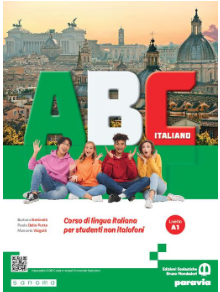 ABC
ITALIANO
Corso di lingua italiana
per studenti non italofoni
LIVELLO
A1
Edizioni Scolastiche
Bruno Mondadori
sanoma
paravia